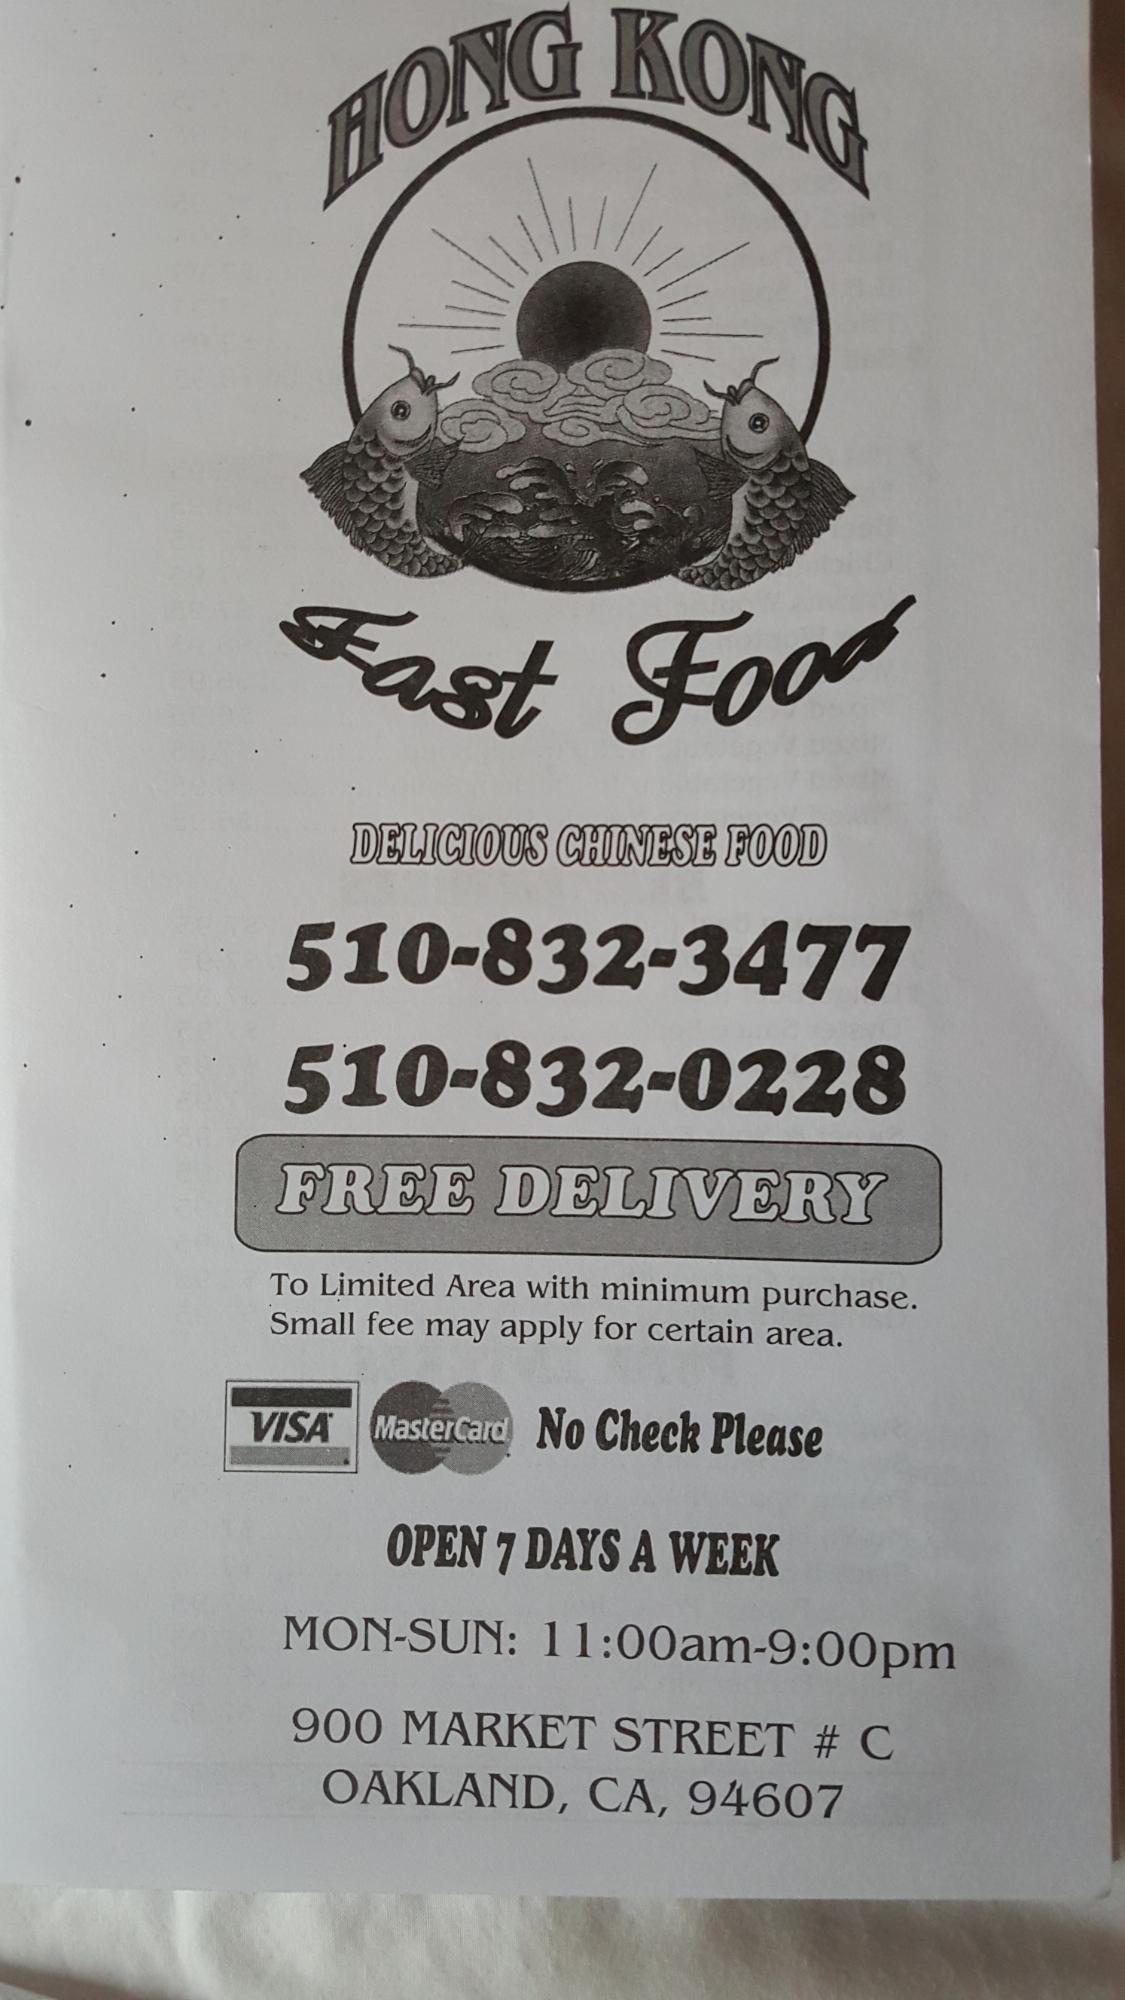 HONG KONG
Fast Food
DELICIOUS CHINESE FOOD
510-832-3477
510-832-0228
FREE DELIVERY
To Limited Area with minimum purchase.
Small fee may apply for certain area.
VISA MasterCard No Check Please
OPEN 7 DAYS A WEEK
MON-SUN: 11:00am-9:00pm
900 MARKET STREET # C
OAKLAND, CA, 94607